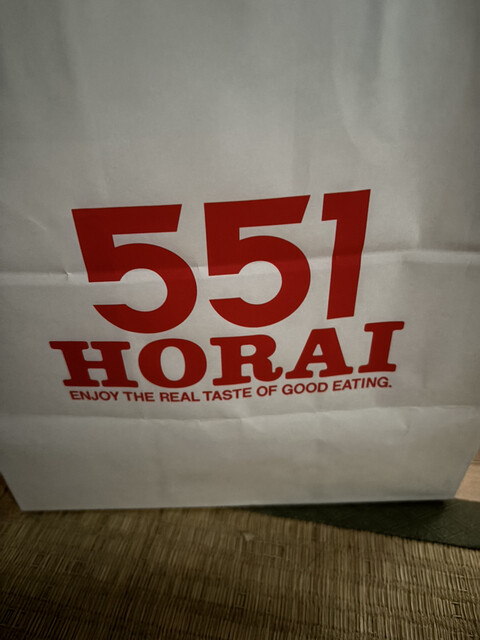 551
HORAI
ENJOY THE REAL TASTE OF GOOD EATING.